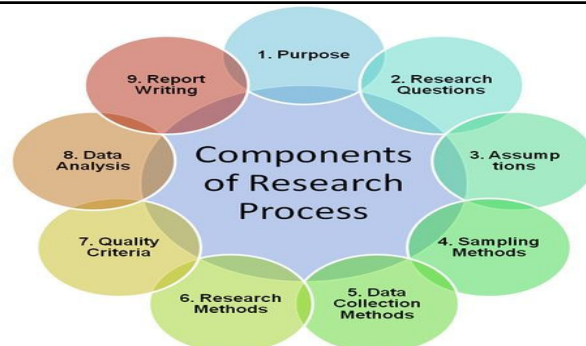 1. Purpose
2. Research
Questions
3. Assump
tions
4. Sampling
Methods
5. Data
Collection
Methods
6. Research
Methods
7. Quality
Criteria
8. Data
Analysis
9. Report
Writing
Components
of Research
Process